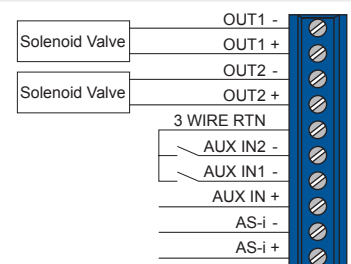 OUT1 -
Solenoid Valve
OUT1 +
OUT2 -
Solenoid Valve
OUT2 +
3 WIRE RTN
AUX IN2 -
AUX IN1 -
AUX IN +
AS-i -
AS-i +